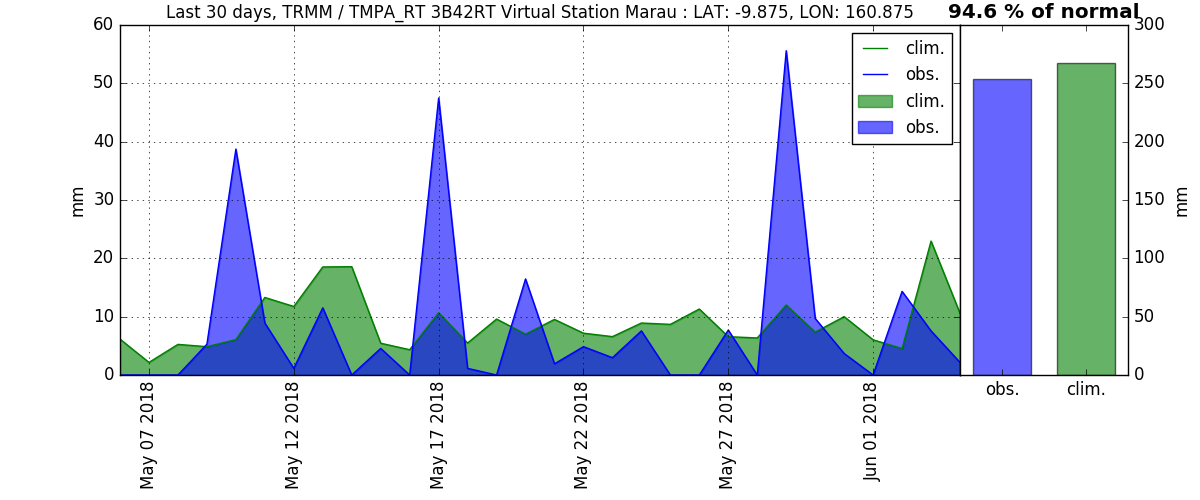 Last 30 days, TRMM / TMPA_RT 3B42RT Virtual Station Marau : LAT: -9.875, LON: 160.875
94.6 % of normal
60
50
40
30
20
10
0
mm
clim.
obs.
clim.
obs.
May 07 2018
May 12 2018
May 17 2018
May 22 2018
May 27 2018
Jun 01 2018
300
250
200
150
100
50
0
mm
obs.
clim.